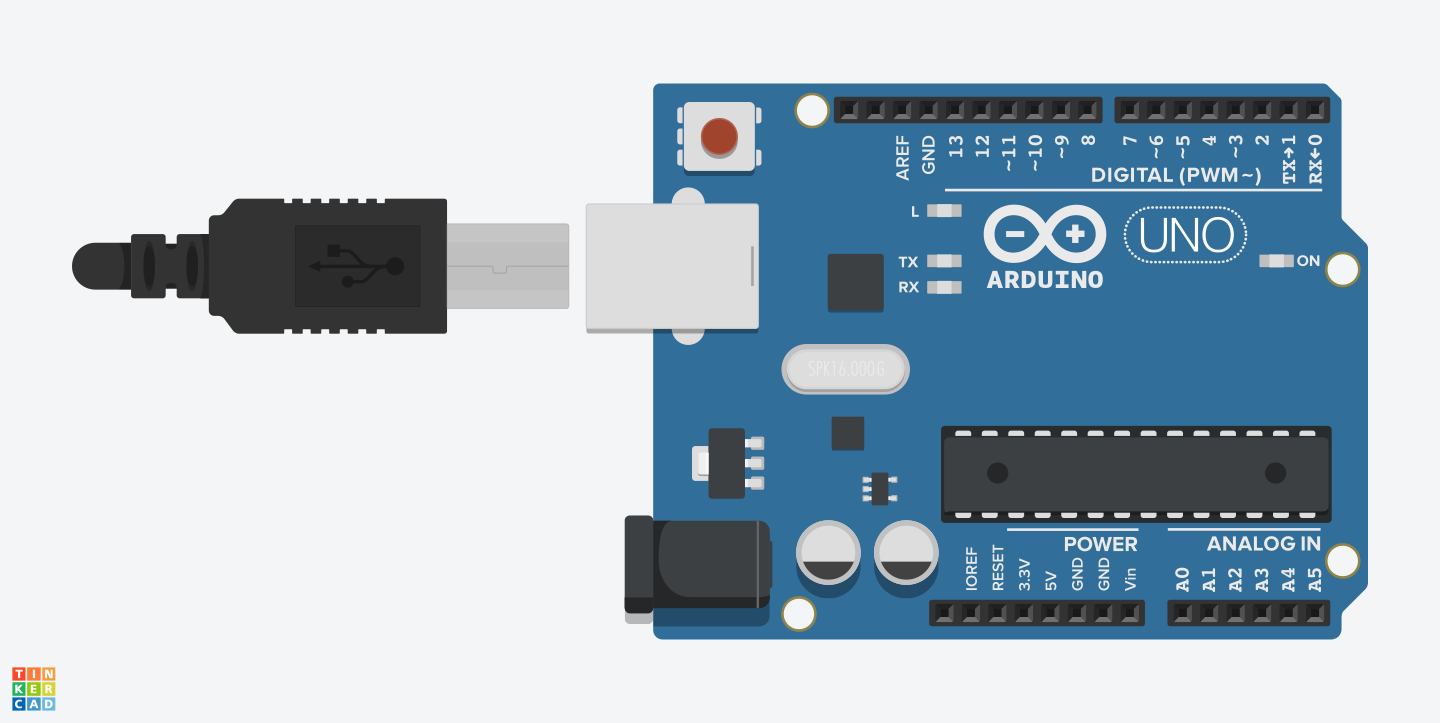 AREF
GND
13
12
~11
~10
~9
8
7
~6
~5
4
~3
2
TX→1
RX←0
DIGITAL (PWM~)
L
TX
RX
ARDUINO
UNO
ON
SPK16.000G
POWER
ANALOG IN
IOREF
RESET
3.3V
5V
GND
GND
Vin
A0
A1
A2
A3
A4
A5
TIN
KER
CAD